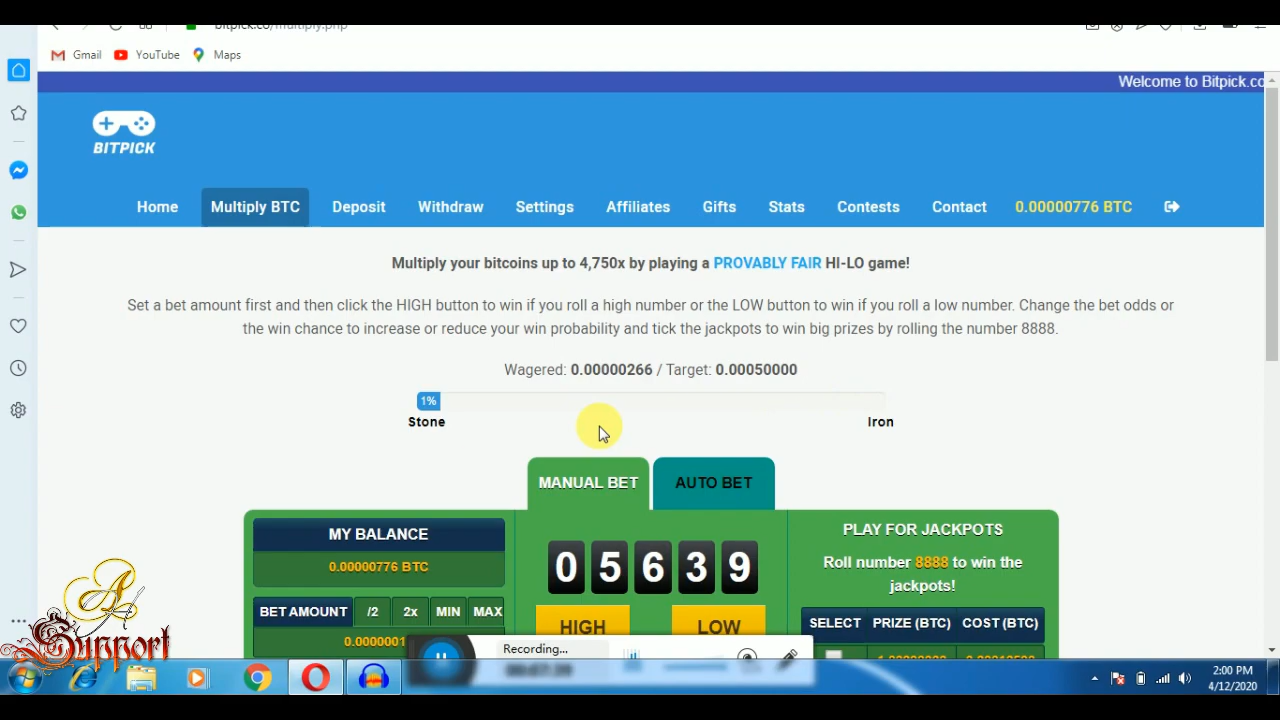 bitpick.co/multiply.php
Gmail YouTube Maps
Welcome to Bitpick.co
BITPICK
Home Multiply BTC Deposit Withdraw Settings Affiliates Gifts Stats Contests Contact 0.00000776 BTC
Multiply your bitcoins up to 4,750x by playing a PROVABLY FAIR HI-LO game!
Set a bet amount first and then click the HIGH button to win if you roll a high number or the LOW button to win if you roll a low number. Change the bet odds or
the win chance to increase or reduce your win probability and tick the jackpots to win big prizes by rolling the number 8888.
Wagered: 0.00000266 / Target: 0.00050000
1%
Stone Iron
MANUAL BET AUTO BET
MY BALANCE
0.00000776 BTC
BET AMOUNT /2 2x MIN MAX
0.0000001
0 5 6 3 9
HIGH LOW
PLAY FOR JACKPOTS
Roll number 8888 to win the
jackpots!
SELECT PRIZE (BTC) COST (BTC)
A
Support
Recording...
2:00 PM
4/12/2020